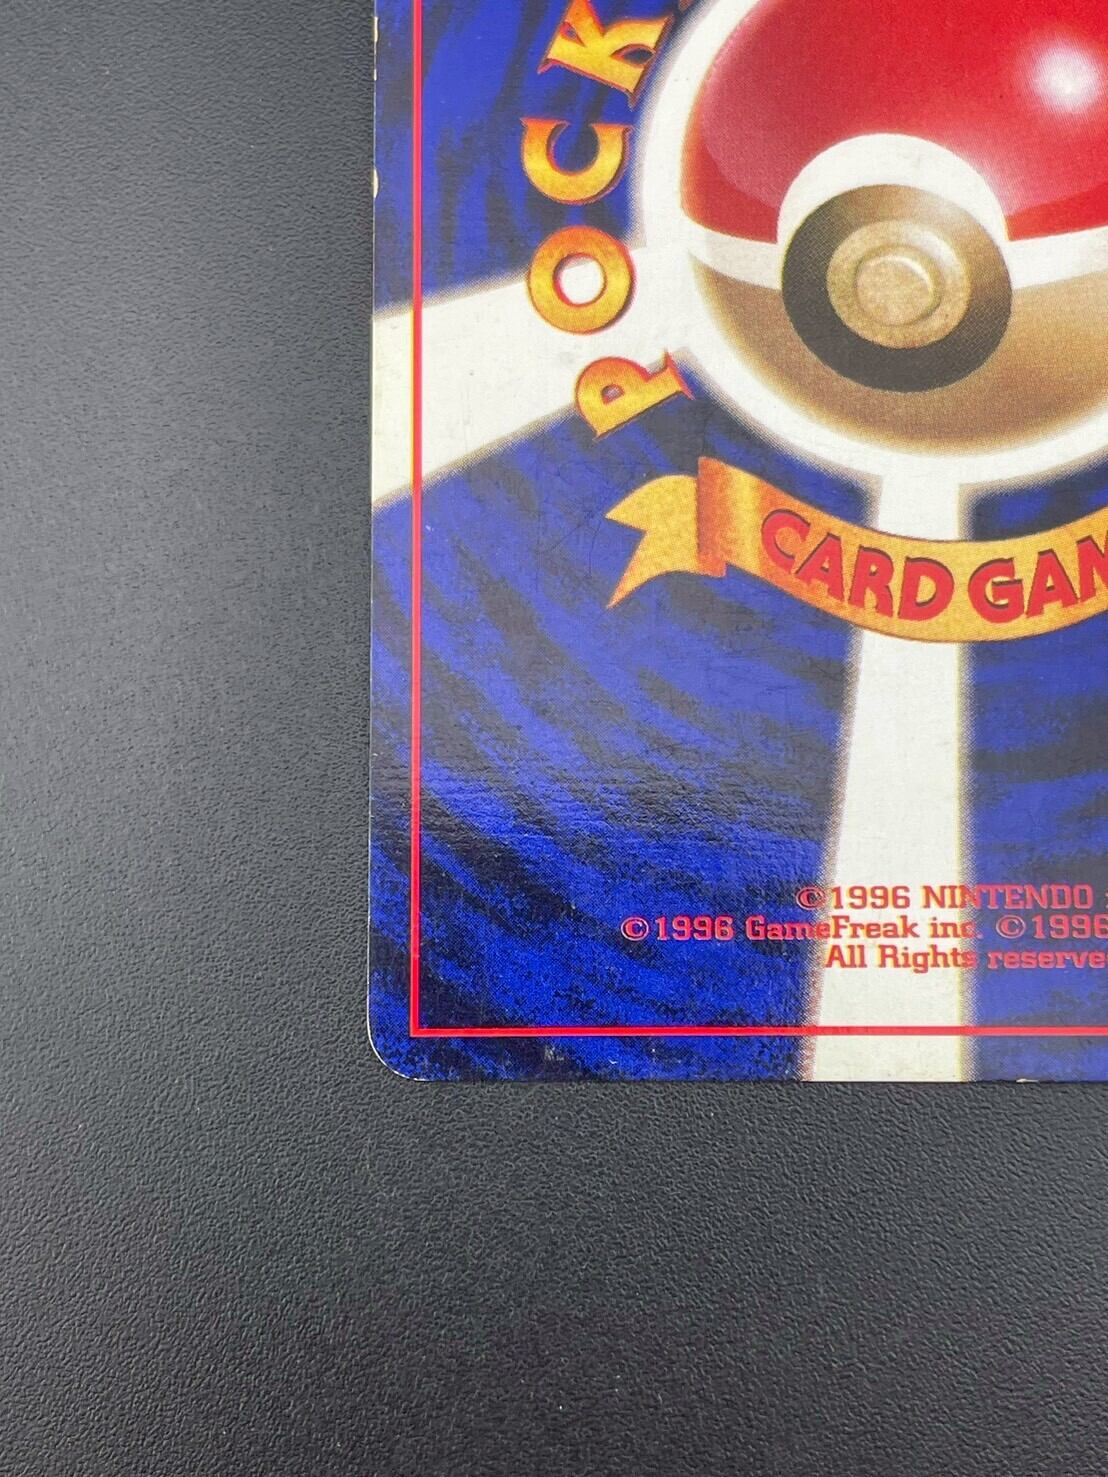 POCK
CARD GAM
©1996 NINTENDO
©1996 GameFreak inc. ©1996
All Rights reserve